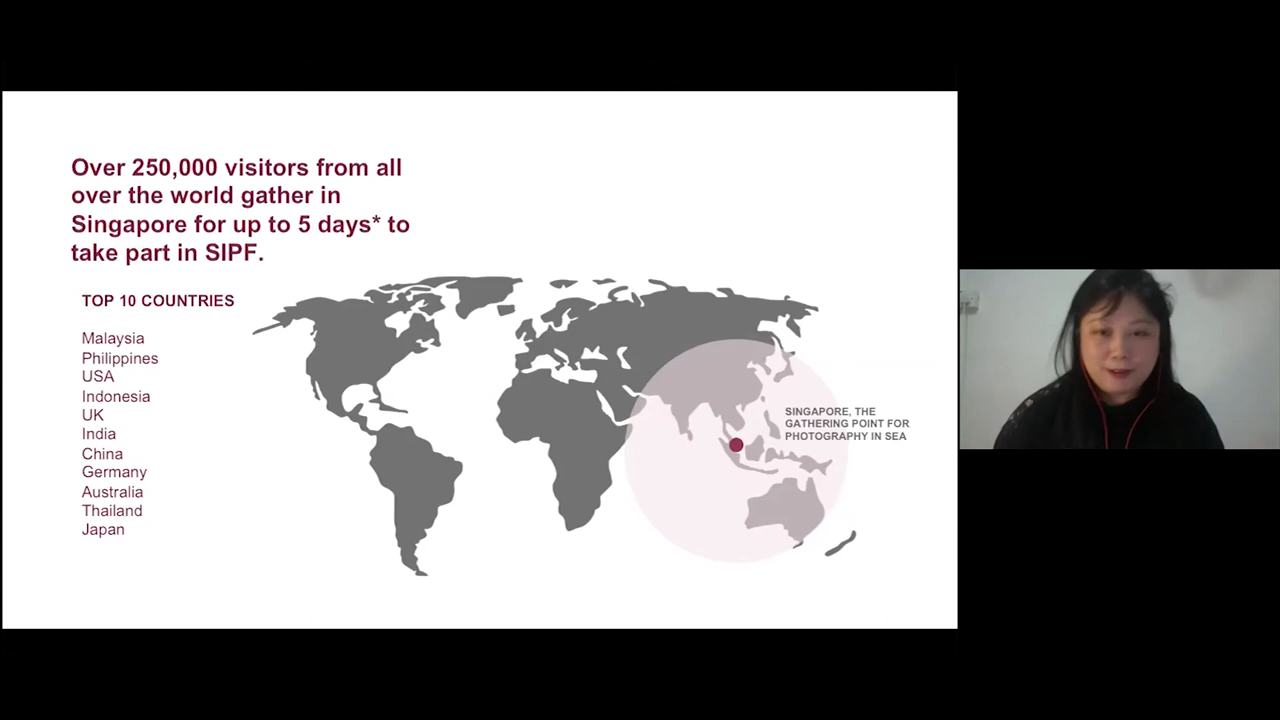 Over 250,000 visitors from all
over the world gather in
Singapore for up to 5 days* to
take part in SIPF.
TOP 10 COUNTRIES
Malaysia
Philippines
USA
Indonesia
UK
India
China
Germany
Australia
Thailand
Japan
SINGAPORE, THE
GATHERING POINT FOR
PHOTOGRAPHY IN SEA